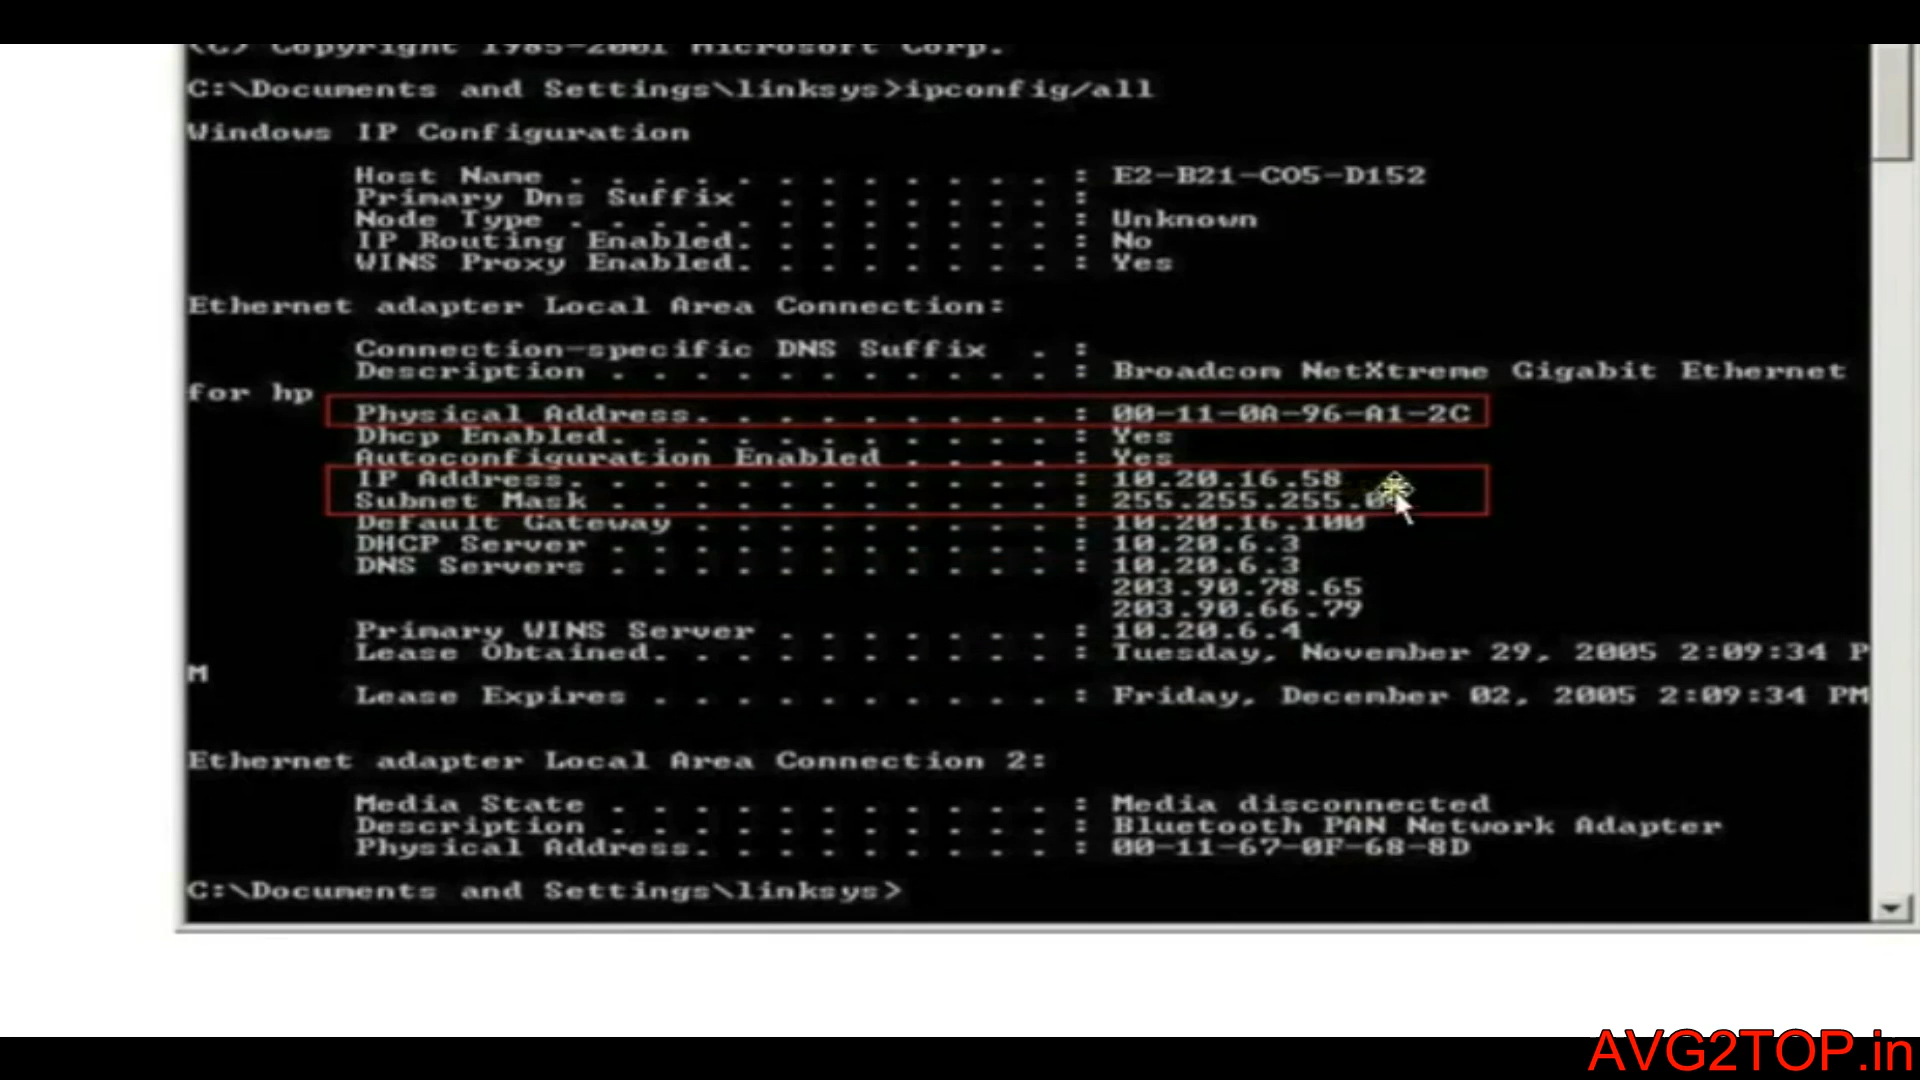 (C) Copyright 1985-2001 Microsoft Corp.
C:\Documents and Settings\linksys>ipconfig/all
Windows IP Configuration
Host Name . . . . . . . . . . . . : E2-B21-CO5-D152
Primary Dns Suffix . . . . . . . :
Node Type . . . . . . . . . . . . : Unknown
IP Routing Enabled. . . . . . . . : No
WINS Proxy Enabled. . . . . . . . : Yes
Ethernet adapter Local Area Connection:
Connection-specific DNS Suffix . :
Description . . . . . . . . . . . : Broadcom NetXtreme Gigabit Ethernet
for hp
Physical Address. . . . . . . . . : 00-11-0A-96-A1-2C
Dhcp Enabled. . . . . . . . . . . : Yes
Autoconfiguration Enabled . . . . : Yes
IP Address. . . . . . . . . . . . : 10.20.16.58
Subnet Mask . . . . . . . . . . . : 255.255.255.0
Default Gateway . . . . . . . . . : 10.20.16.100
DHCP Server . . . . . . . . . . . : 10.20.6.3
DNS Servers . . . . . . . . . . . : 10.20.6.3
203.90.78.65
203.90.66.79
Primary WINS Server . . . . . . . : 10.20.6.4
Lease Obtained. . . . . . . . . . : Tuesday, November 29, 2005 2:09:34 P
M
Lease Expires . . . . . . . . . . : Friday, December 02, 2005 2:09:34 PM
Ethernet adapter Local Area Connection 2:
Media State . . . . . . . . . . . : Media disconnected
Description . . . . . . . . . . . : Bluetooth PAN Network Adapter
Physical Address. . . . . . . . . : 00-11-67-0F-68-8D
C:\Documents and Settings\linksys>
AVG2TOP.in